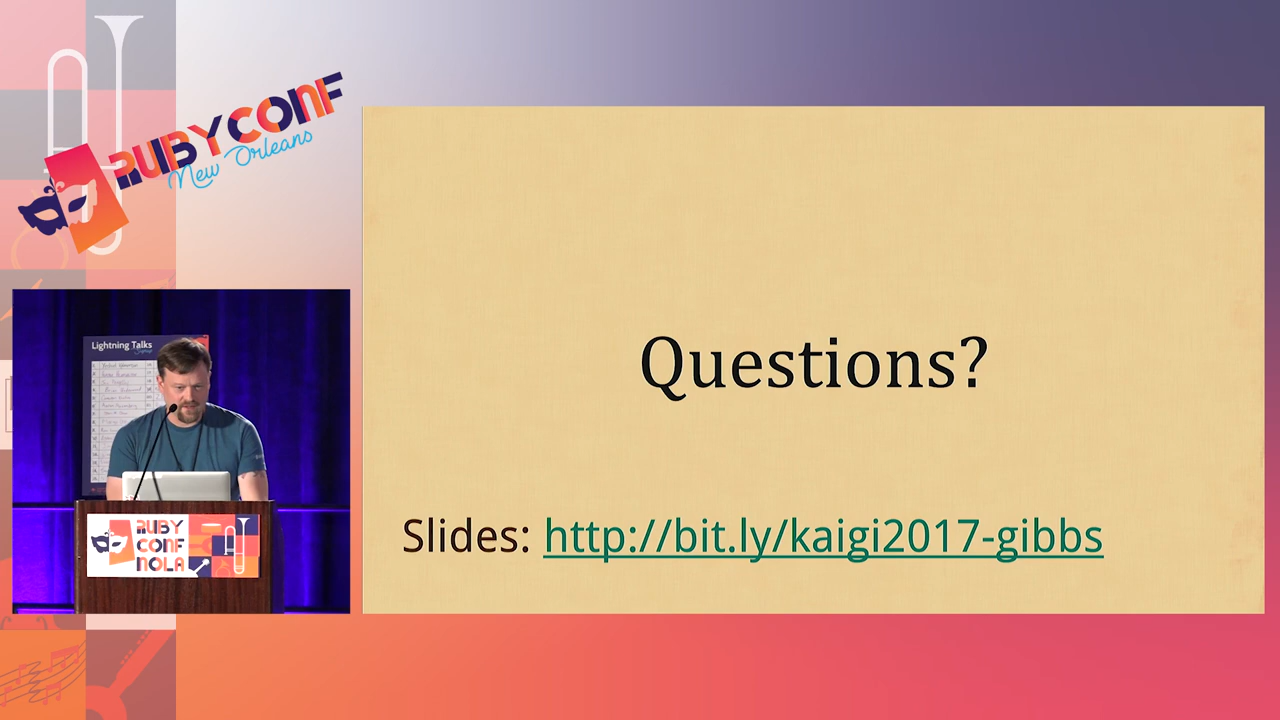 RUBYCONF
New Orleans
Lightning Talks
RUBY
CONF
NOLA
Questions?
Slides: http://bit.ly/kaigi2017-gibbs